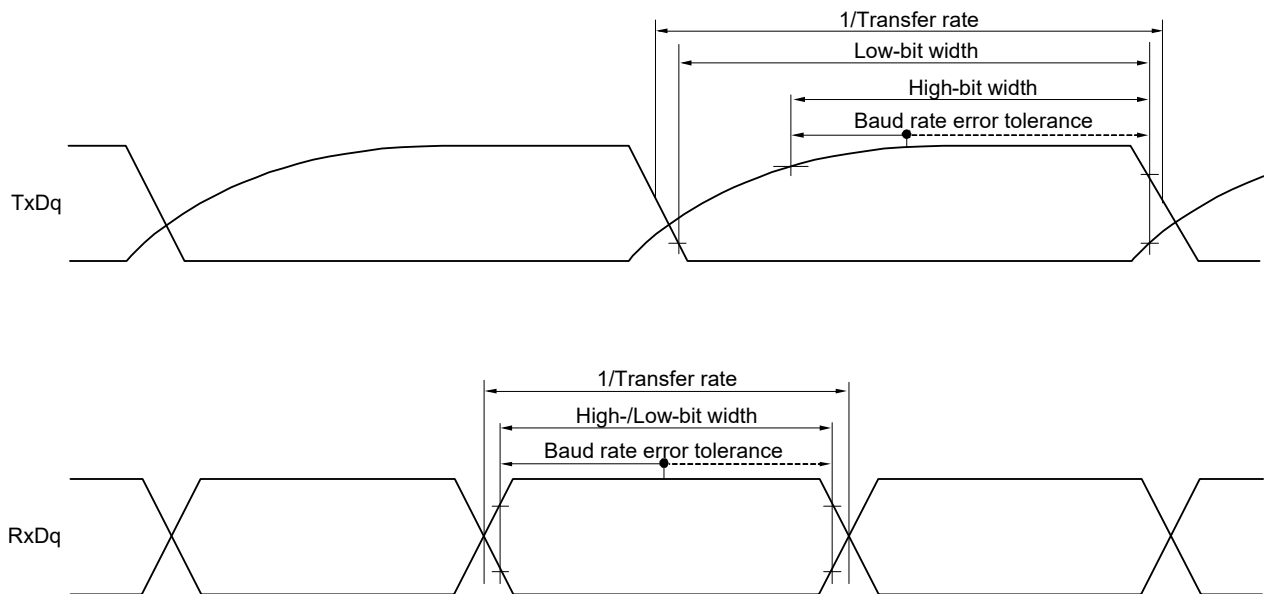 1/Transfer rate
Low-bit width
High-bit width
Baud rate error tolerance
TxDq
1/Transfer rate
High-/Low-bit width
Baud rate error tolerance
RxDq